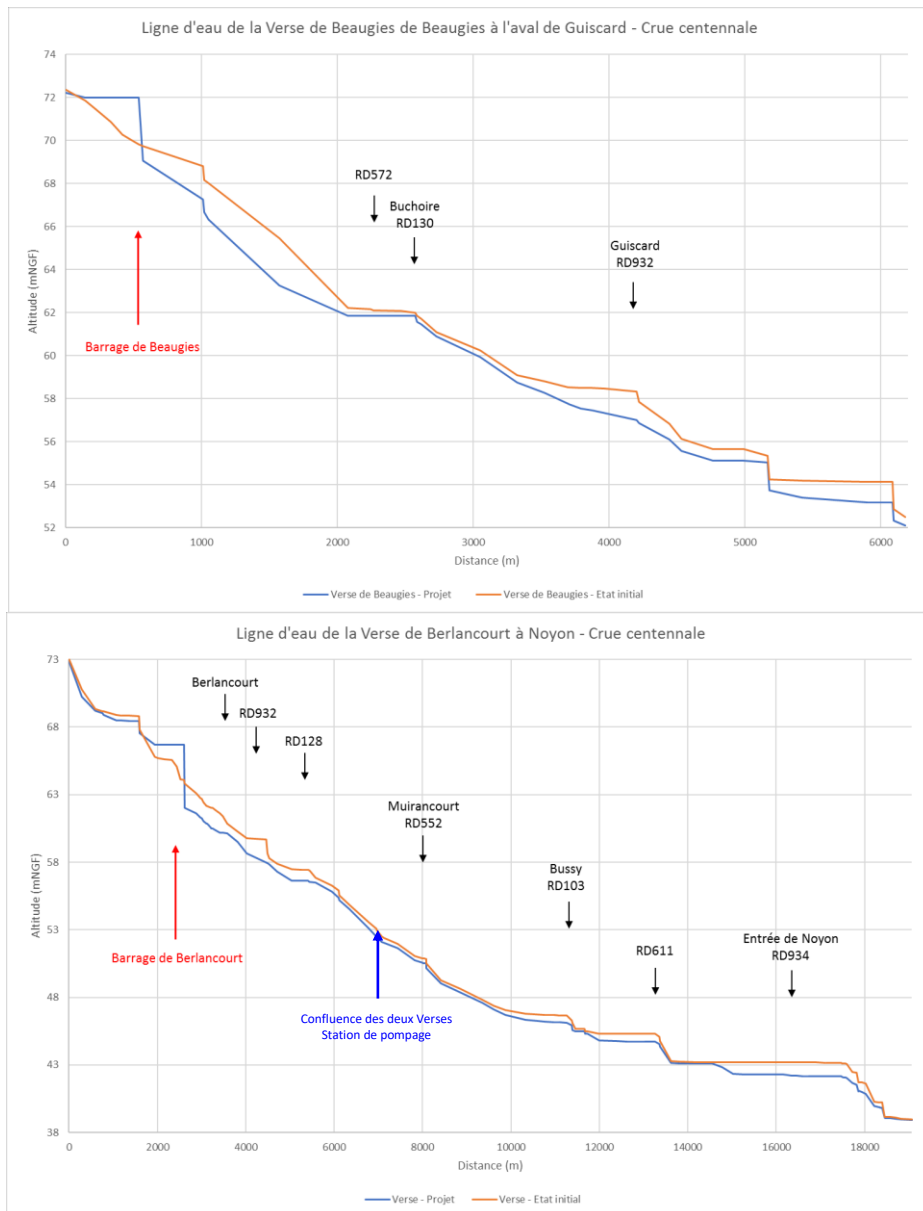 Ligne d'eau de la Verse de Beaugies de Beaugies à l'aval de Guiscard - Crue centennale
74
72
70
68
66
64
62
60
58
56
54
52
Altitude (mNGF)
RD572
Buchoire
RD130
Guiscard
RD932
Barrage de Beaugies
0
1000
2000
3000
4000
5000
6000
Distance (m)
Verse de Beaugies - Projet
Verse de Beaugies - Etat initial
Ligne d'eau de la Verse de Berlancourt à Noyon - Crue centennale
73
68
63
58
53
48
43
38
Altitude (mNGF)
Berlancourt
RD932
RD128
Muirancourt
RD552
Bussy
RD103
RD611
Entrée de Noyon
RD934
Barrage de Berlancourt
Confluence des deux Verses
Station de pompage
0
2000
4000
6000
8000
10000
12000
14000
16000
18000
Distance (m)
Verse - Projet
Verse - Etat initial